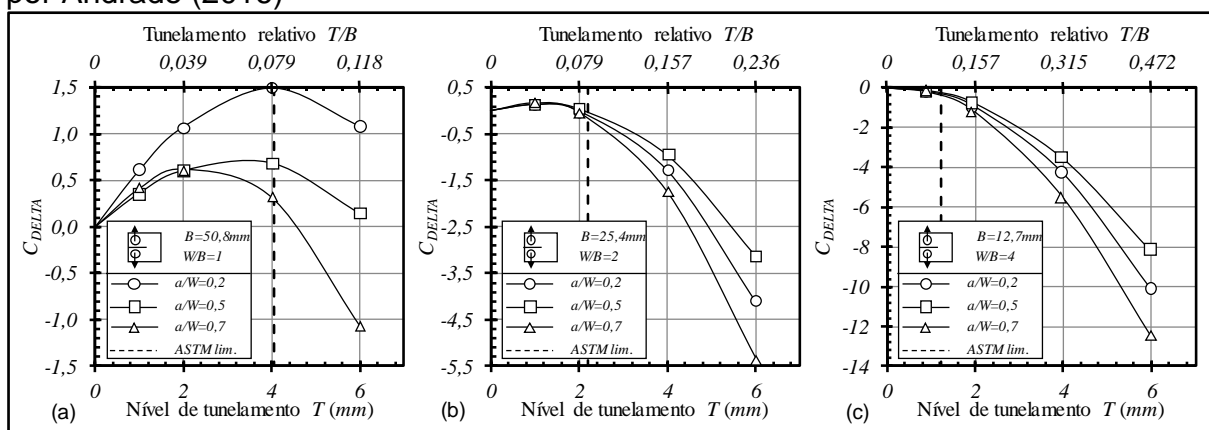 por Andrade
Tunelamento relativo T/B
0 0,039 0,079 0,118
1,5
1,0
0,5
0,0
-0,5
-1,0
-1,5
C_DELTA
B=50,8mm
W/B=1
a/W=0,2
a/W=0,5
a/W=0,7
ASTM lim.
0 2 4 6
(a) Nível de tunelamento T (mm)
Tunelamento relativo T/B
0 0,079 0,157 0,236
0,5
-0,5
-1,5
-2,5
-3,5
-4,5
-5,5
C_DELTA
B=25,4mm
W/B=2
a/W=0,2
a/W=0,5
a/W=0,7
ASTM lim.
0 2 4 6
(b) Nível de tunelamento T (mm)
Tunelamento relativo T/B
0 0,157 0,315 0,472
0
-2
-4
-6
-8
-10
-12
-14
C_DELTA
B=12,7mm
W/B=4
a/W=0,2
a/W=0,5
a/W=0,7
ASTM lim.
0 2 4 6
(c) Nível de tunelamento T (mm)